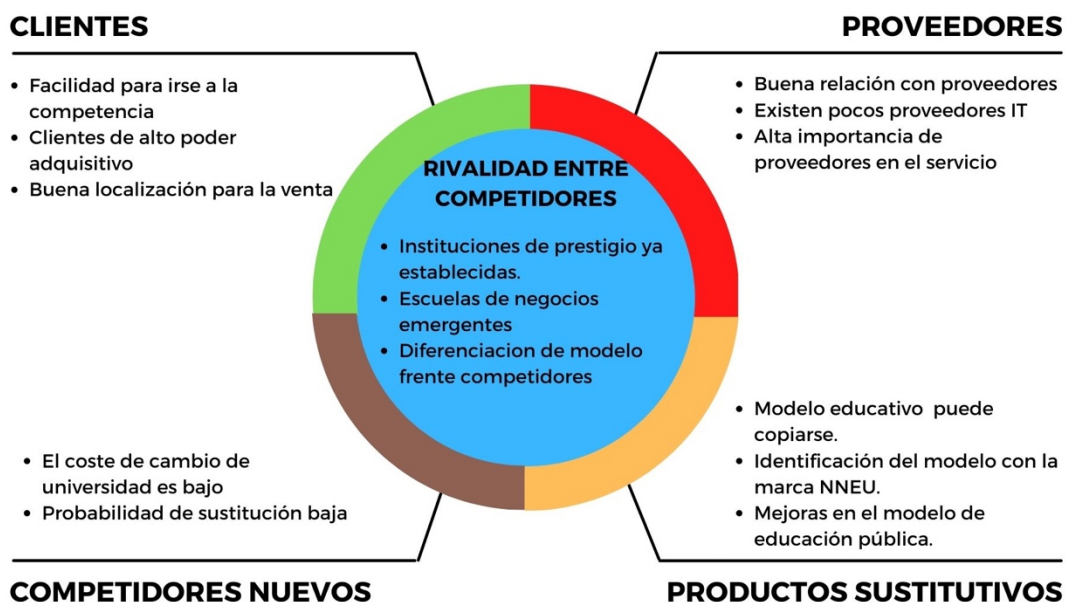 CLIENTES
• Facilidad para irse a la
competencia
• Clientes de alto poder
adquisitivo
• Buena localización para la venta
PROVEEDORES
• Buena relación con proveedores
• Existen pocos proveedores IT
• Alta importancia de
proveedores en el servicio
RIVALIDAD ENTRE
COMPETIDORES
• Instituciones de prestigio ya
establecidas.
• Escuelas de negocios
emergentes
• Diferenciacion de modelo
frente competidores
• El coste de cambio de
universidad es bajo
• Probabilidad de sustitución baja
COMPETIDORES NUEVOS
• Modelo educativo puede
copiarse.
• Identificación del modelo con la
marca NNEU.
• Mejoras en el modelo de
educación pública.
PRODUCTOS SUSTITUTIVOS